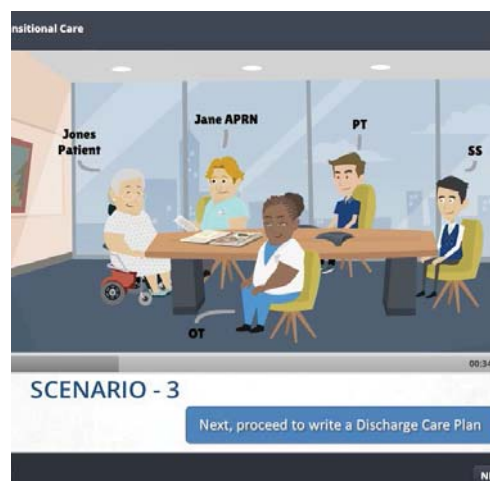 nsitional Care
Jones
Patient
Jane APRN
PT
SS
OT
00:34
SCENARIO - 3
Next, proceed to write a Discharge Care Plan
N